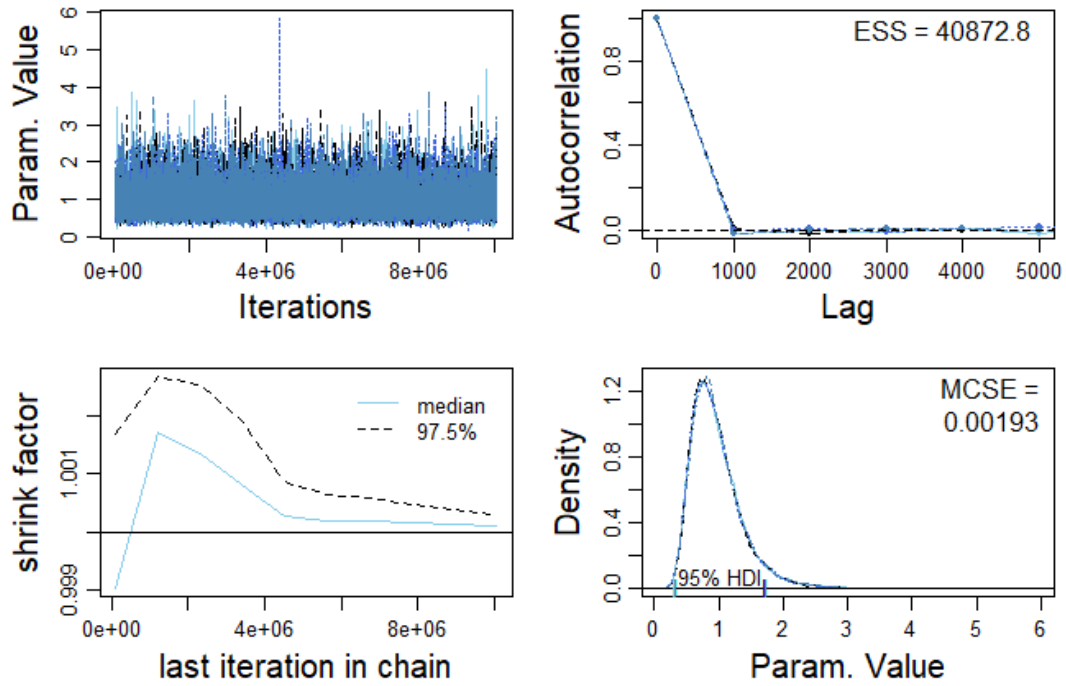 Param. Value
6
5
4
3
2
1
0
0e+00 4e+06 8e+06
Iterations
Autocorrelation
0.8
0.4
0.0
ESS = 40872.8
0 1000 2000 3000 4000 5000
Lag
shrink factor
1.001
0.999
median
97.5%
0e+00 4e+06 8e+06
last iteration in chain
Density
1.2
0.8
0.4
0.0
MCSE =
0.00193
95% HDI
0 1 2 3 4 5 6
Param. Value